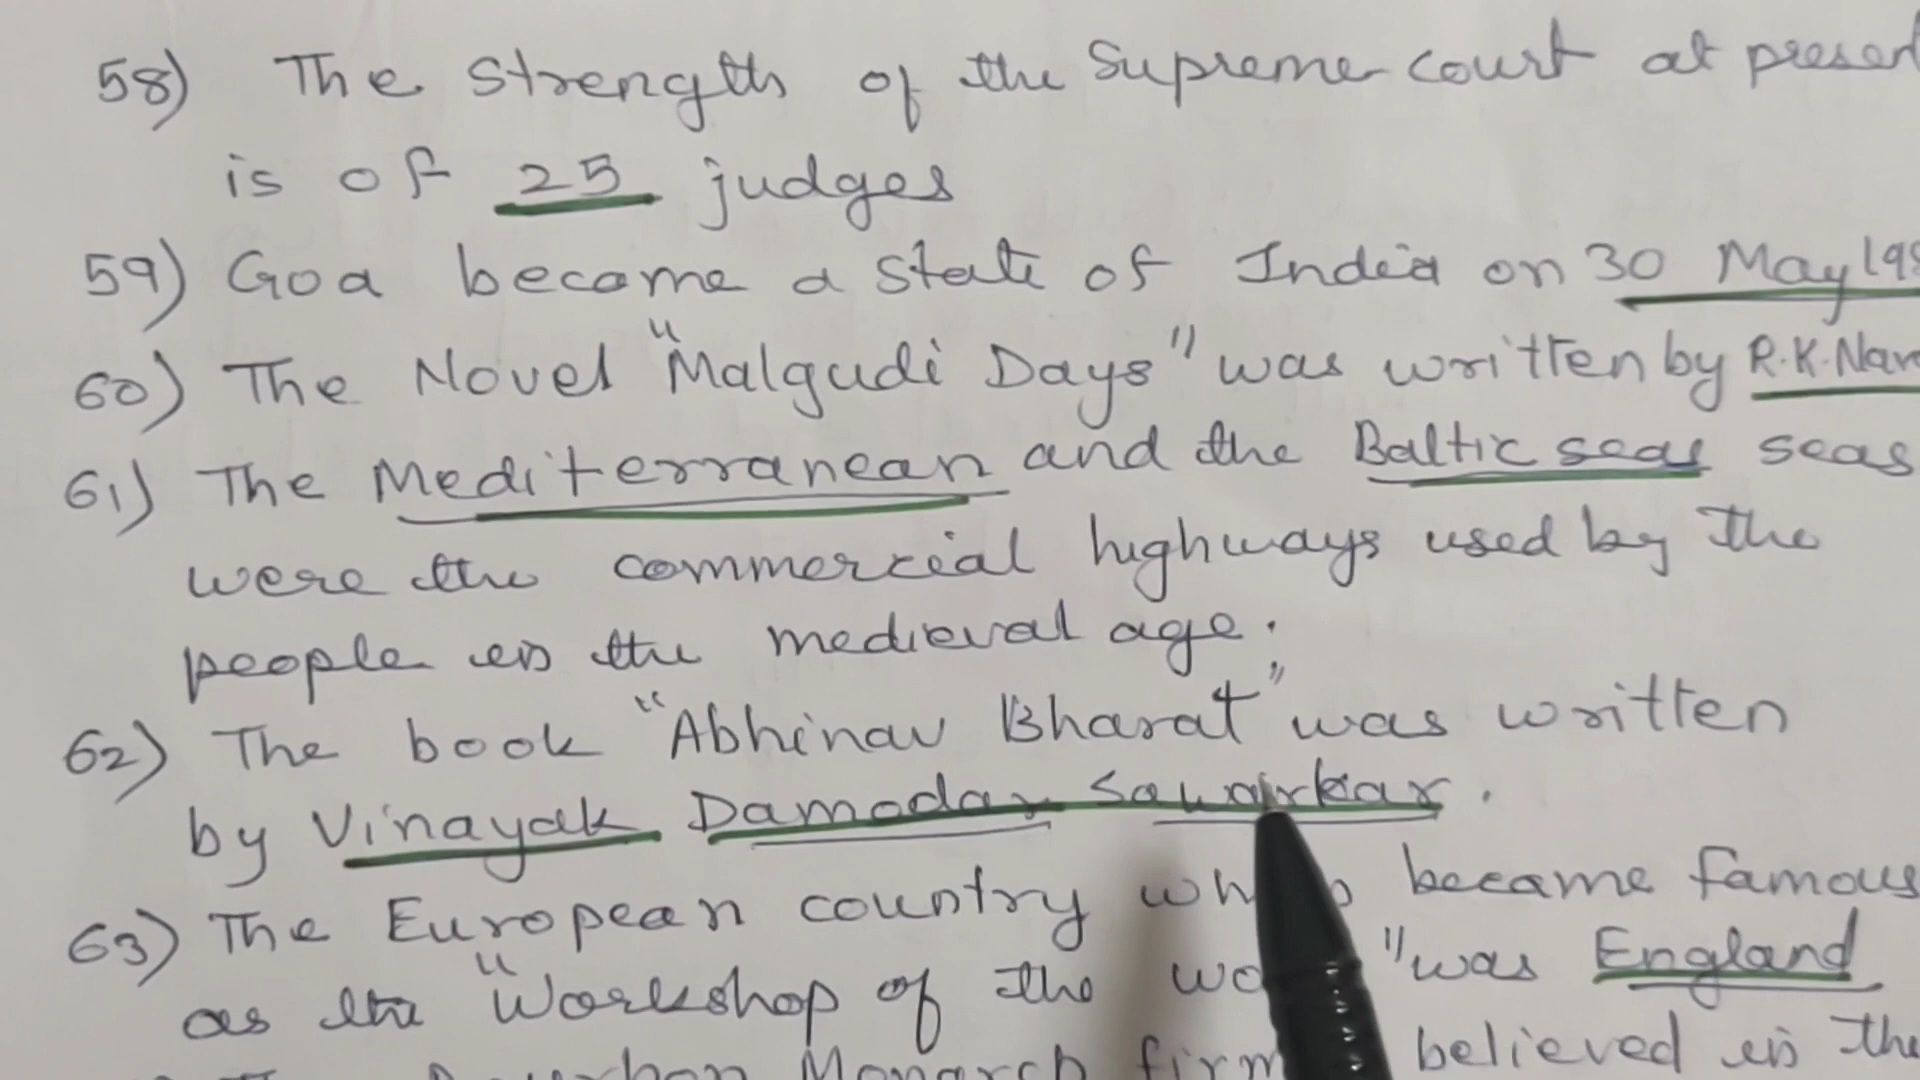 58) The strength of the Supreme court at presen
is of 25 judges
59) Goa became a state of India on 30 May 198
60) The Novel "Malgudi Days" was written by R.K.Nar
61) The Mediterranean and the Baltic seas seas
were the commercial highways used by the
people in the medieval age.
62) The book "Abhinav Bharat" was written
by Vinayak Damodar Sawarkar.
63) The European country became famous
as the "Workshop of the wo "was England
Monarch firm believed in the